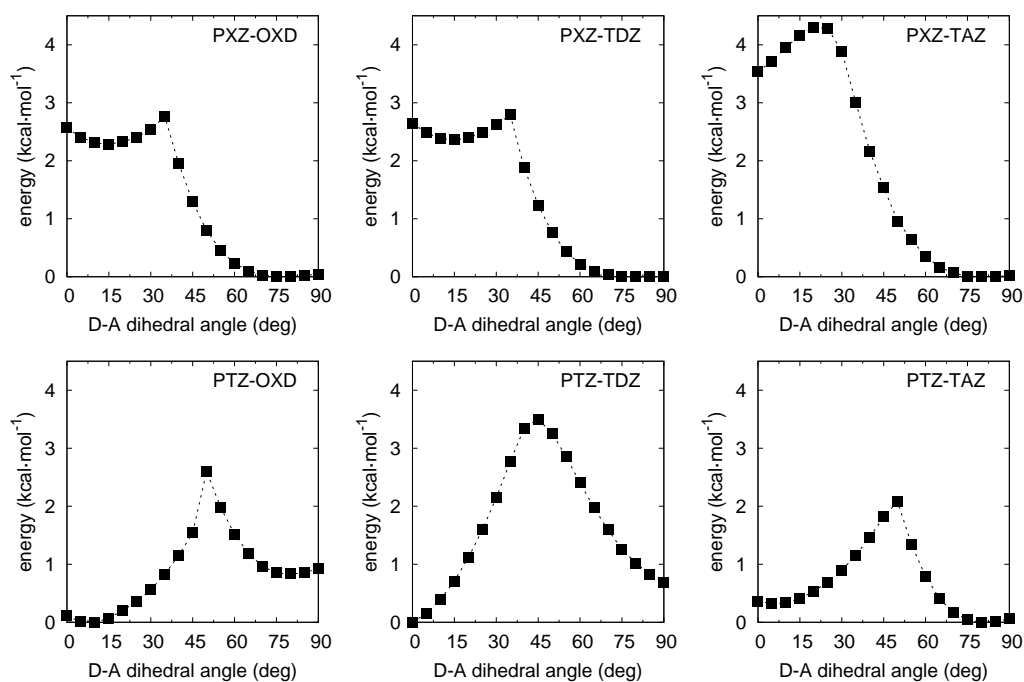 PXZ-OXD
4
3
2
1
0
energy (kcal·mol⁻¹)
0 15 30 45 60 75 90
D-A dihedral angle (deg)
PXZ-TDZ
4
3
2
1
0
energy (kcal·mol⁻¹)
0 15 30 45 60 75 90
D-A dihedral angle (deg)
PXZ-TAZ
4
3
2
1
0
energy (kcal·mol⁻¹)
0 15 30 45 60 75 90
D-A dihedral angle (deg)
PTZ-OXD
4
3
2
1
0
energy (kcal·mol⁻¹)
0 15 30 45 60 75 90
D-A dihedral angle (deg)
PTZ-TDZ
4
3
2
1
0
energy (kcal·mol⁻¹)
0 15 30 45 60 75 90
D-A dihedral angle (deg)
PTZ-TAZ
4
3
2
1
0
energy (kcal·mol⁻¹)
0 15 30 45 60 75 90
D-A dihedral angle (deg)